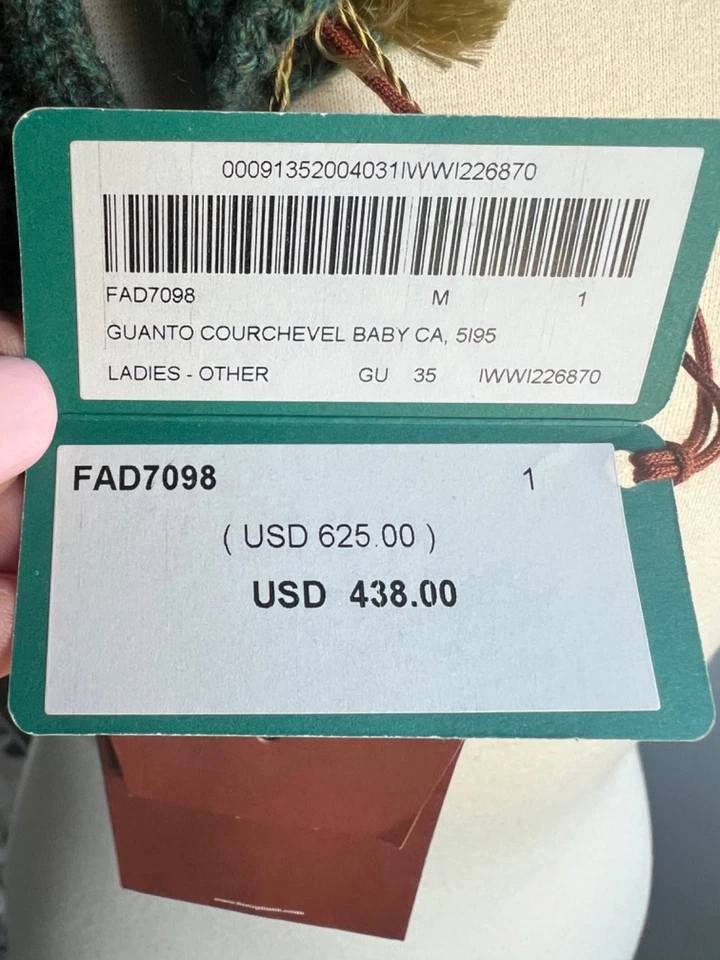 00091352004031IWWI226870
FAD7098 M 1
GUANTO COURCHEVEL BABY CA, 5I95
LADIES - OTHER GU 35 IWWI226870
FAD7098 1
( USD 625.00 )
USD 438.00